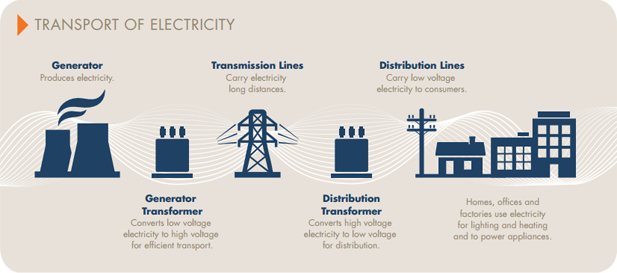 TRANSPORT OF ELECTRICITY
Generator
Produces electricity.
Transmission Lines
Carry electricity
long distances.
Distribution Lines
Carry low voltage
electricity to consumers.
Generator
Transformer
Converts low voltage
electricity to high voltage
for efficient transport.
Distribution
Transformer
Converts high voltage
electricity to low voltage
for distribution.
Homes, offices and
factories use electricity
for lighting and heating
and to power appliances.